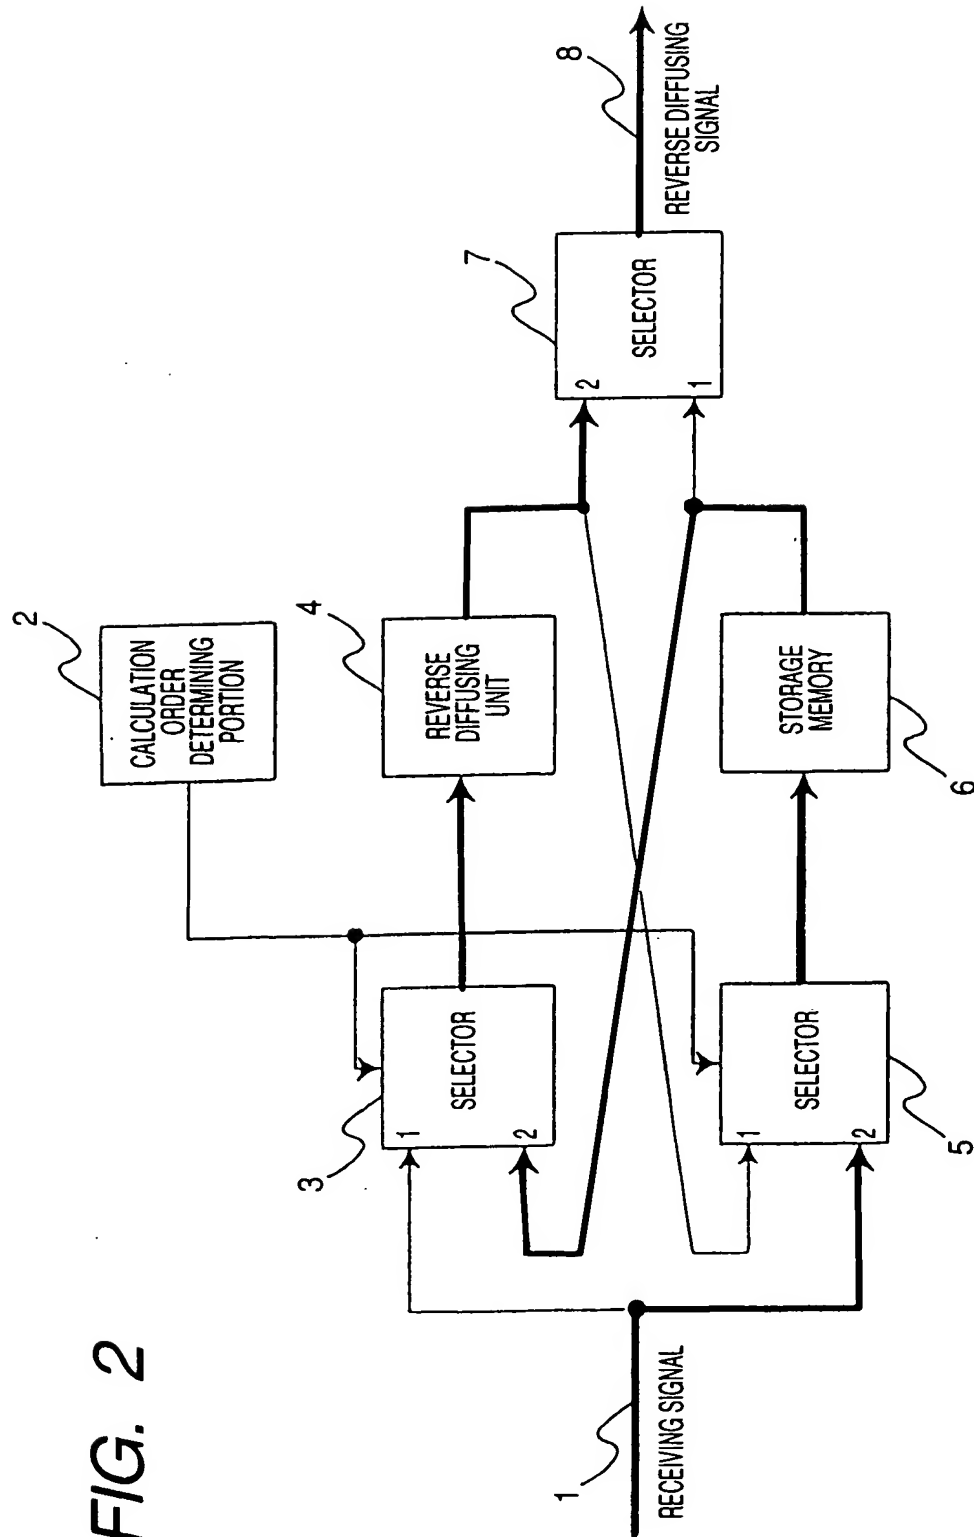 FIG. 2
2
CALCULATION
ORDER
DETERMINING
PORTION
3
1
SELECTOR
2
4
REVERSE
DIFFUSING
UNIT
7
2
SELECTOR
1
8
REVERSE DIFFUSING
SIGNAL
1
RECEIVING SIGNAL
1
SELECTOR
2
5
STORAGE
MEMORY
6